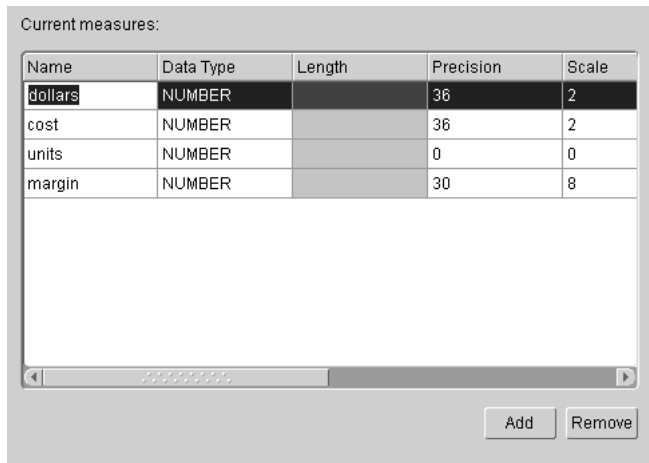 Current measures:
Name Data Type Length Precision Scale
dollars NUMBER 36 2
cost NUMBER 36 2
units NUMBER 0 0
margin NUMBER 30 8
Add Remove